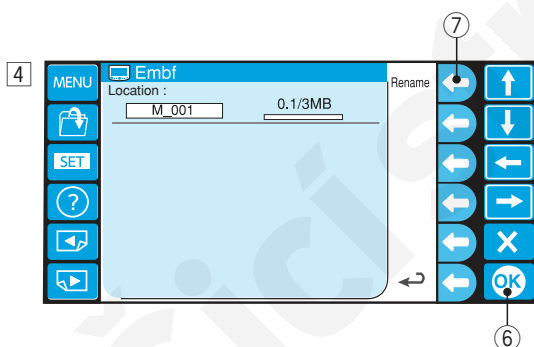 ⑦
4
MENU
Embf
Rename
Location :
M_001
0.1/3MB
SET
?
OK
⑥